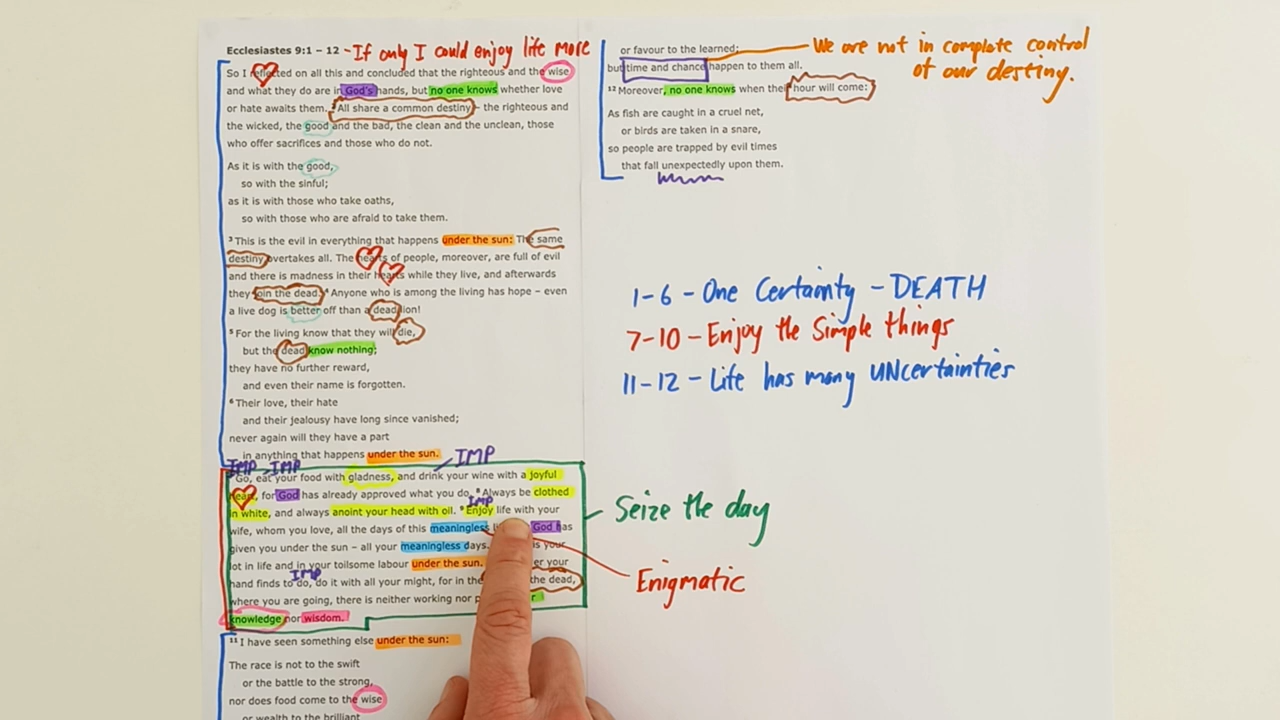 Ecclesiastes 9:1 – 12 - If only I could enjoy life more
So I reflected on all this and concluded that the righteous and the wise
and what they do are in God's hands, but no one knows whether love
or hate awaits them. ² All share a common destiny – the righteous and
the wicked, the good and the bad, the clean and the unclean, those
who offer sacrifices and those who do not.
As it is with the good,
so with the sinful;
as it is with those who take oaths,
so with those who are afraid to take them.
³ This is the evil in everything that happens under the sun: The same
destiny overtakes all. The hearts of people, moreover, are full of evil
and there is madness in their hearts while they live, and afterwards
they join the dead. ⁴ Anyone who is among the living has hope – even
a live dog is better off than a dead lion!
⁵ For the living know that they will die,
but the dead know nothing;
they have no further reward,
and even their name is forgotten.
⁶ Their love, their hate
and their jealousy have long since vanished;
never again will they have a part
in anything that happens under the sun.
IMP IMP IMP
Go, eat your food with gladness, and drink your wine with a joyful
heart, for God has already approved what you do. ⁸ Always be clothed
IMP
in white, and always anoint your head with oil. ⁹ Enjoy life with your
wife, whom you love, all the days of this meaningless God has
given you under the sun – all your meaningless days. is your
lot in life and in your toilsome labour under the sun. your
IMP
hand finds to do, do it with all your might, for in the the dead,
where you are going, there is neither working nor
knowledge nor wisdom.
¹¹ I have seen something else under the sun:
The race is not to the swift
or the battle to the strong,
nor does food come to the wise
or wealth to the brilliant
or favour to the learned;
but time and chance happen to them all.
¹² Moreover, no one knows when their hour will come:
As fish are caught in a cruel net,
or birds are taken in a snare,
so people are trapped by evil times
that fall unexpectedly upon them.
We are not in complete control
of our destiny.
1-6 - One Certainty - DEATH
7-10 - Enjoy the Simple things
11-12 - Life has many UNcertainties
Seize the day
Enigmatic